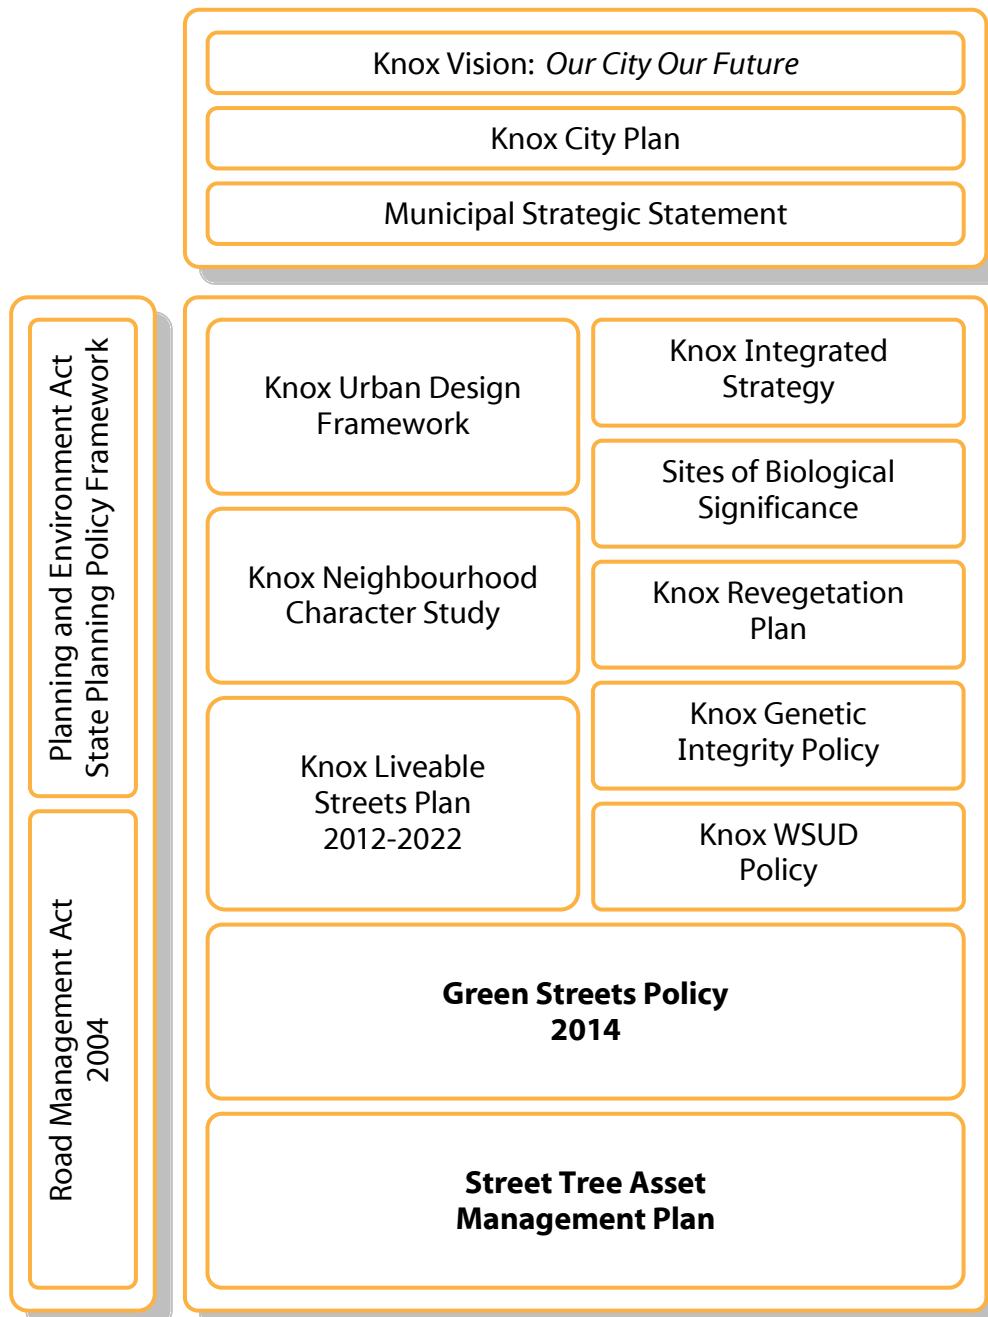 Knox Vision: Our City Our Future
Knox City Plan
Municipal Strategic Statement
Planning and Environment Act
State Planning Policy Framework
Road Management Act
2004
Knox Urban Design
Framework
Knox Neighbourhood
Character Study
Knox Liveable
Streets Plan
2012-2022
Knox Integrated
Strategy
Sites of Biological
Significance
Knox Revegetation
Plan
Knox Genetic
Integrity Policy
Knox WSUD
Policy
Green Streets Policy
2014
Street Tree Asset
Management Plan